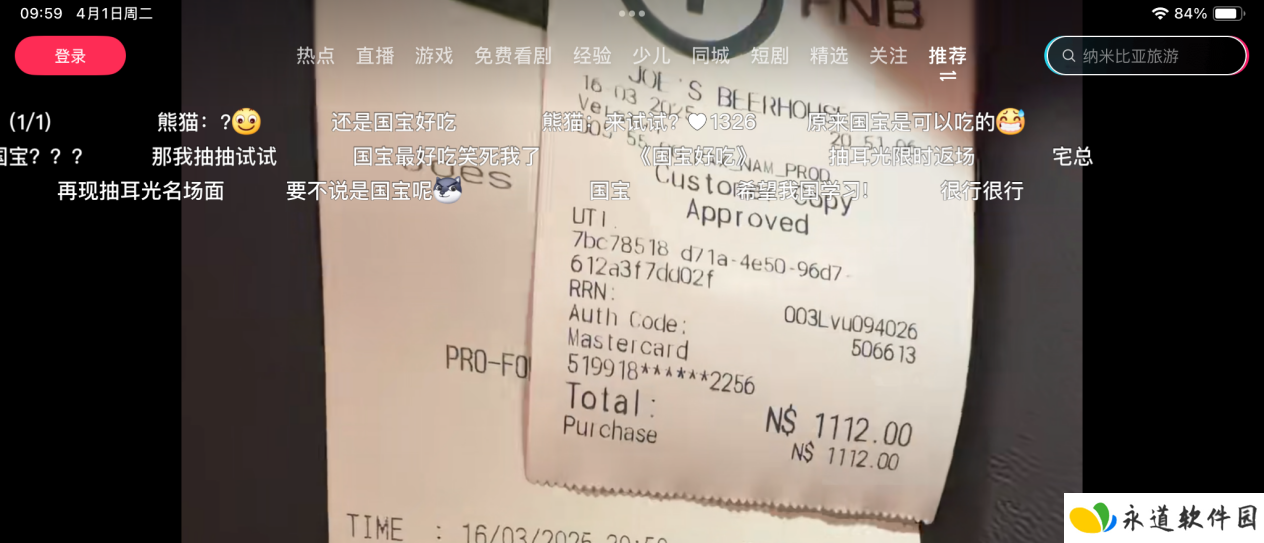 09:59 4月1日周二
84%
登录 热点 直播 游戏 免费看剧 经验 少儿 同城 短剧 精选 关注 推荐 纳米比亚旅游
(1/1) 熊猫：? 还是国宝好吃 熊猫：来试试? 1326 原来国宝是可以吃的
国宝？？？ 那我抽抽试试 国宝最好吃笑死我了 《国宝好吃》 抽耳光限时返场 宅总
再现抽耳光名场面 要不说是国宝呢 国宝 希望我国学习! 很行很行
FNB
JOE'S BEERHOUSE
16 03 2025
NAM_PROD
Customer Copy
Approved
UTI:
7bc78518 d71a-4e50-96d7-
612a3f7dd02f
RRN: 003Lvu094026
Auth Code: 506613
Mastercard
519918******2256
Total: N$ 1112.00
Purchase N$ 1112.00
TIME : 16/03/2025
永道软件园